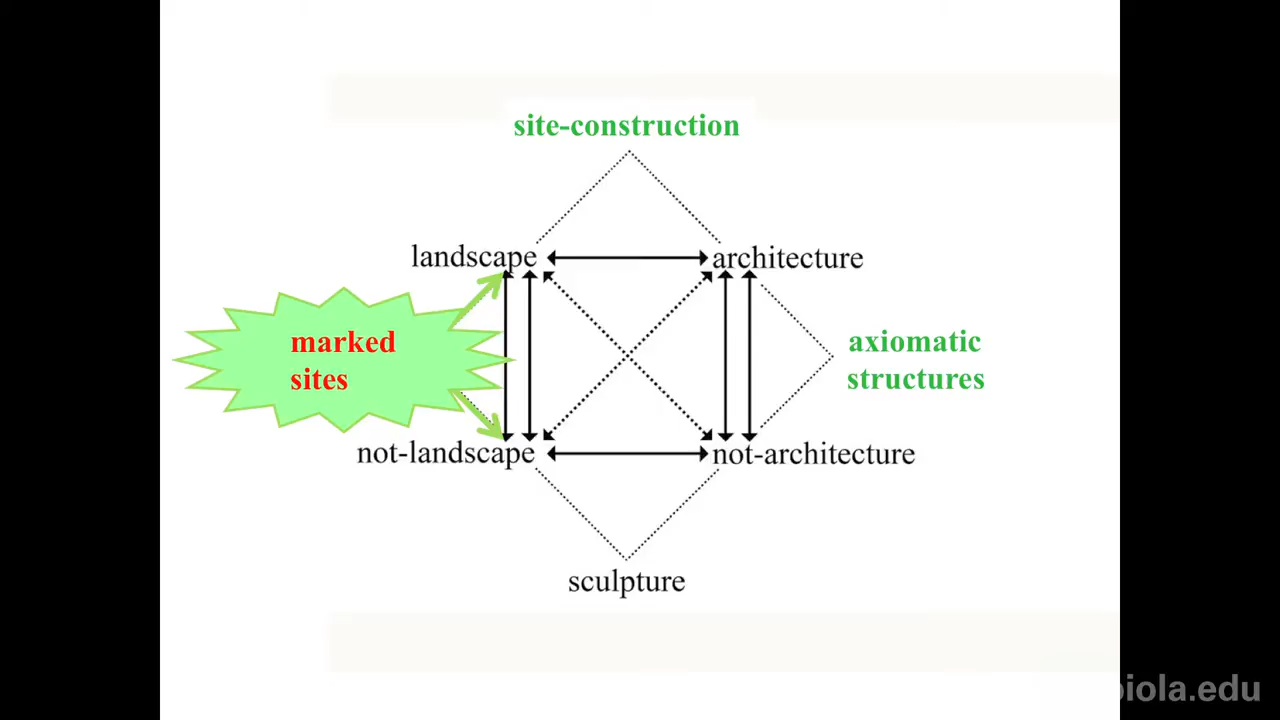 site-construction
landscape
architecture
marked
sites
axiomatic
structures
not-landscape
not-architecture
sculpture
biola.edu